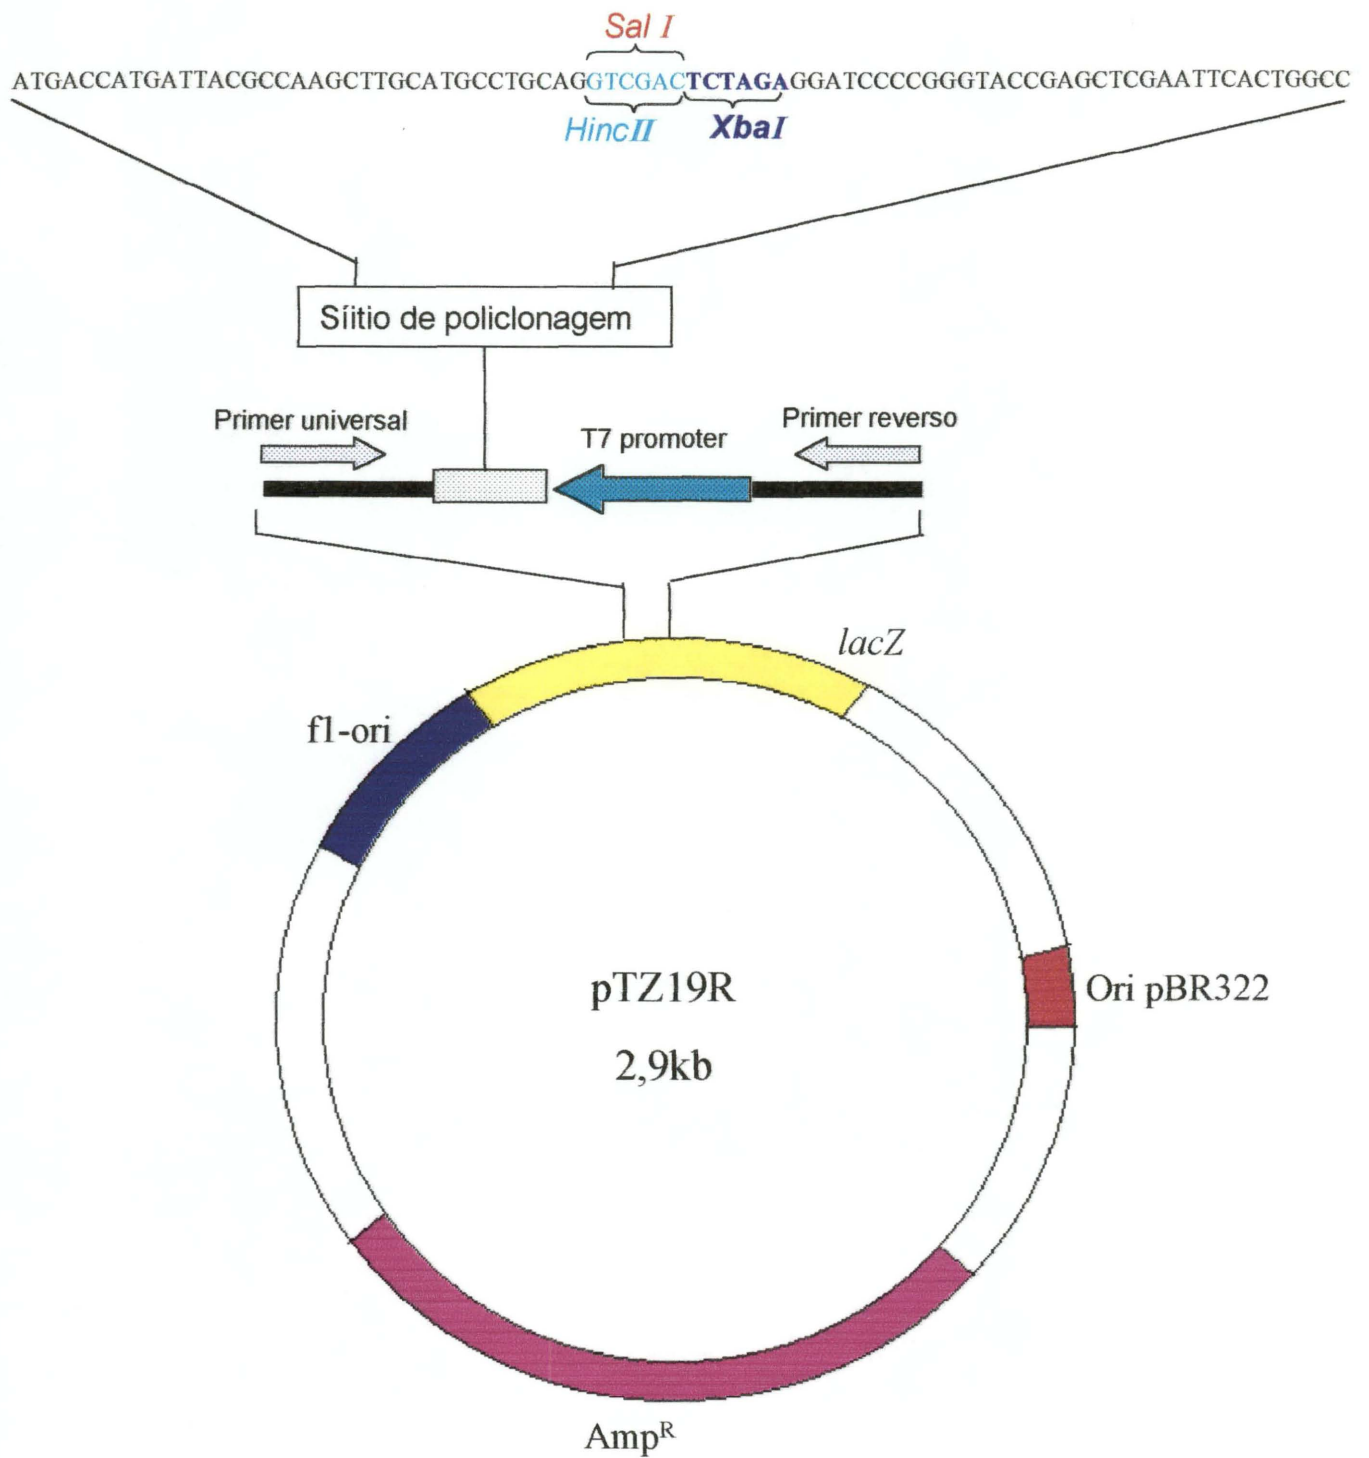 Sal I
ATGACCATGATTACGCCAAGCTTGCATGCCTGCAGGTCGACTCTAGAGGATCCCCGGGTACCGAGCTCGAATTCACTGGCC
HincII XbaI
Síitio de policlonagem
Primer universal T7 promoter Primer reverso
lacZ
f1-ori
pTZ19R
Ori pBR322
2,9kb
Amp^R